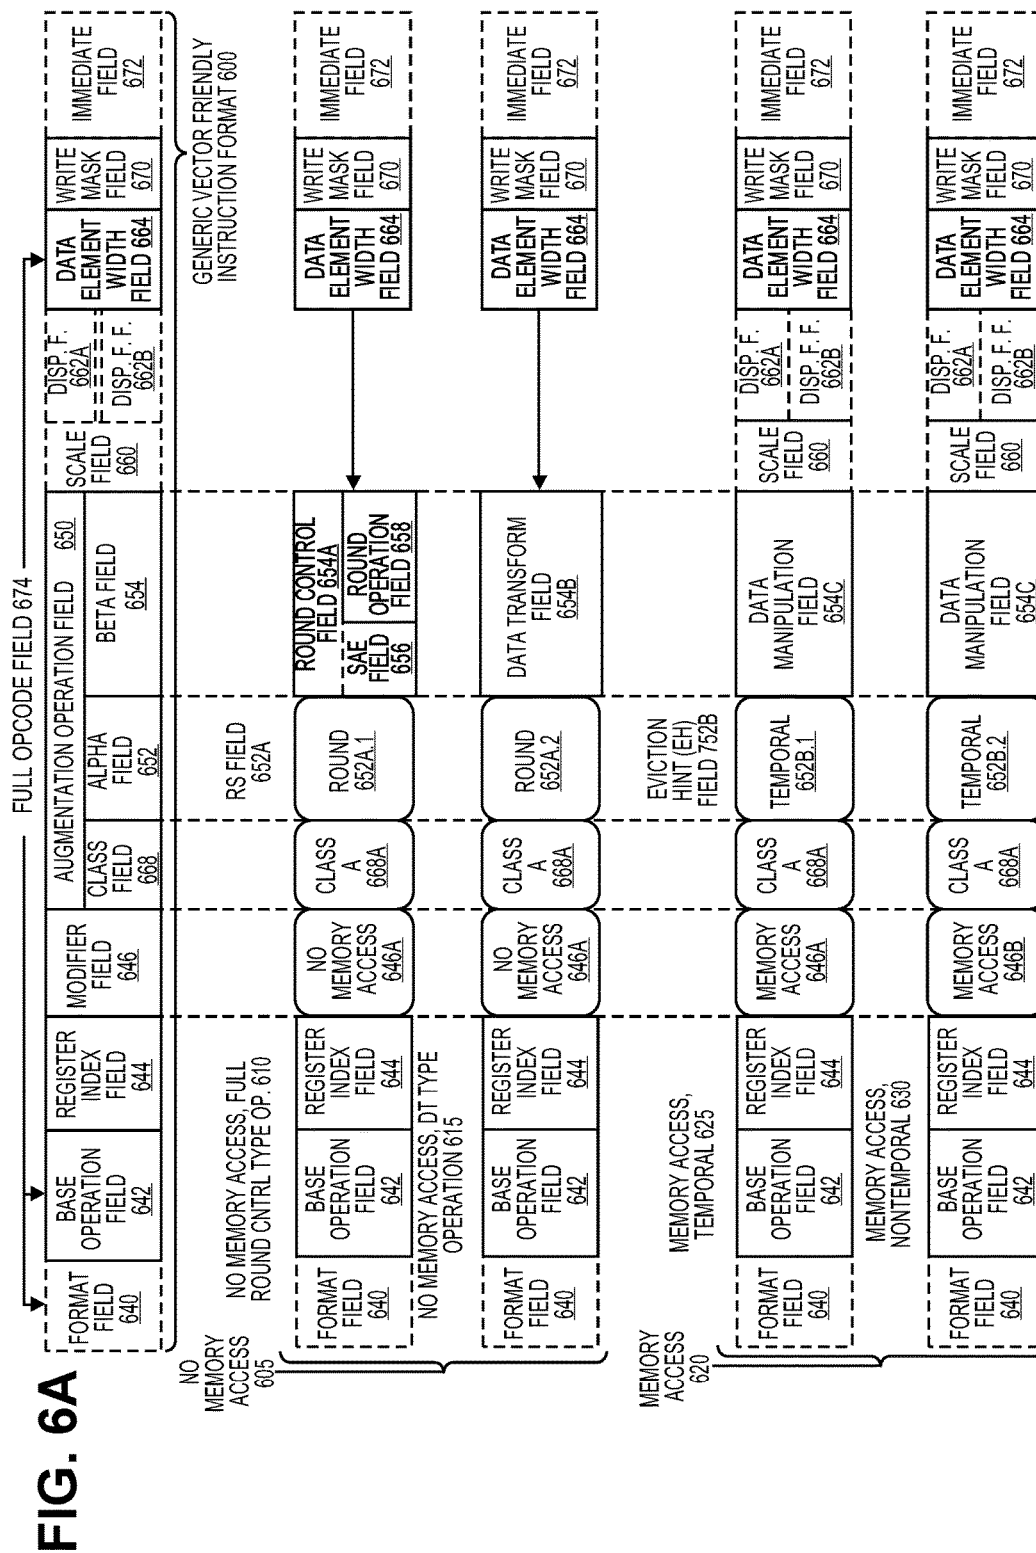 FIG. 6A
FULL OPCODE FIELD 674
FORMAT
FIELD
640
BASE
OPERATION
FIELD
642
REGISTER
INDEX
FIELD
644
MODIFIER
FIELD
646
AUGMENTATION OPERATION FIELD 650
CLASS
FIELD
668
ALPHA
FIELD
652
BETA FIELD
654
SCALE
FIELD
660
DISP. F.
662A
DISP. F. F.
662B
DATA
ELEMENT
WIDTH
FIELD 664
WRITE
MASK
FIELD
670
IMMEDIATE
FIELD
672
GENERIC VECTOR FRIENDLY
INSTRUCTION FORMAT 600
NO
MEMORY
ACCESS
605
NO MEMORY ACCESS, FULL
ROUND CNTRL TYPE OP. 610
RS FIELD
652A
FORMAT
FIELD
640
BASE
OPERATION
FIELD
642
REGISTER
INDEX
FIELD
644
NO
MEMORY
ACCESS
646A
CLASS
A
668A
ROUND
652A.1
ROUND CONTROL
FIELD 654A
SAE
FIELD
656
ROUND
OPERATION
FIELD 658
DATA
ELEMENT
WIDTH
FIELD 664
WRITE
MASK
FIELD
670
IMMEDIATE
FIELD
672
NO MEMORY ACCESS, DT TYPE
OPERATION 615
FORMAT
FIELD
640
BASE
OPERATION
FIELD
642
REGISTER
INDEX
FIELD
644
NO
MEMORY
ACCESS
646A
CLASS
A
668A
ROUND
652A.2
DATA TRANSFORM
FIELD
654B
DATA
ELEMENT
WIDTH
FIELD 664
WRITE
MASK
FIELD
670
IMMEDIATE
FIELD
672
MEMORY
ACCESS
620
MEMORY ACCESS,
TEMPORAL 625
EVICTION
HINT (EH)
FIELD 752B
FORMAT
FIELD
640
BASE
OPERATION
FIELD
642
REGISTER
INDEX
FIELD
644
MEMORY
ACCESS
646A
CLASS
A
668A
TEMPORAL
652B.1
DATA
MANIPULATION
FIELD
654C
SCALE
FIELD
660
DISP. F.
662A
DISP. F. F.
662B
DATA
ELEMENT
WIDTH
FIELD 664
WRITE
MASK
FIELD
670
IMMEDIATE
FIELD
672
MEMORY ACCESS,
NONTEMPORAL 630
FORMAT
FIELD
640
BASE
OPERATION
FIELD
642
REGISTER
INDEX
FIELD
644
MEMORY
ACCESS
646B
CLASS
A
668A
TEMPORAL
652B.2
DATA
MANIPULATION
FIELD
654C
SCALE
FIELD
660
DISP. F.
662A
DISP. F. F.
662B
DATA
ELEMENT
WIDTH
FIELD 664
WRITE
MASK
FIELD
670
IMMEDIATE
FIELD
672